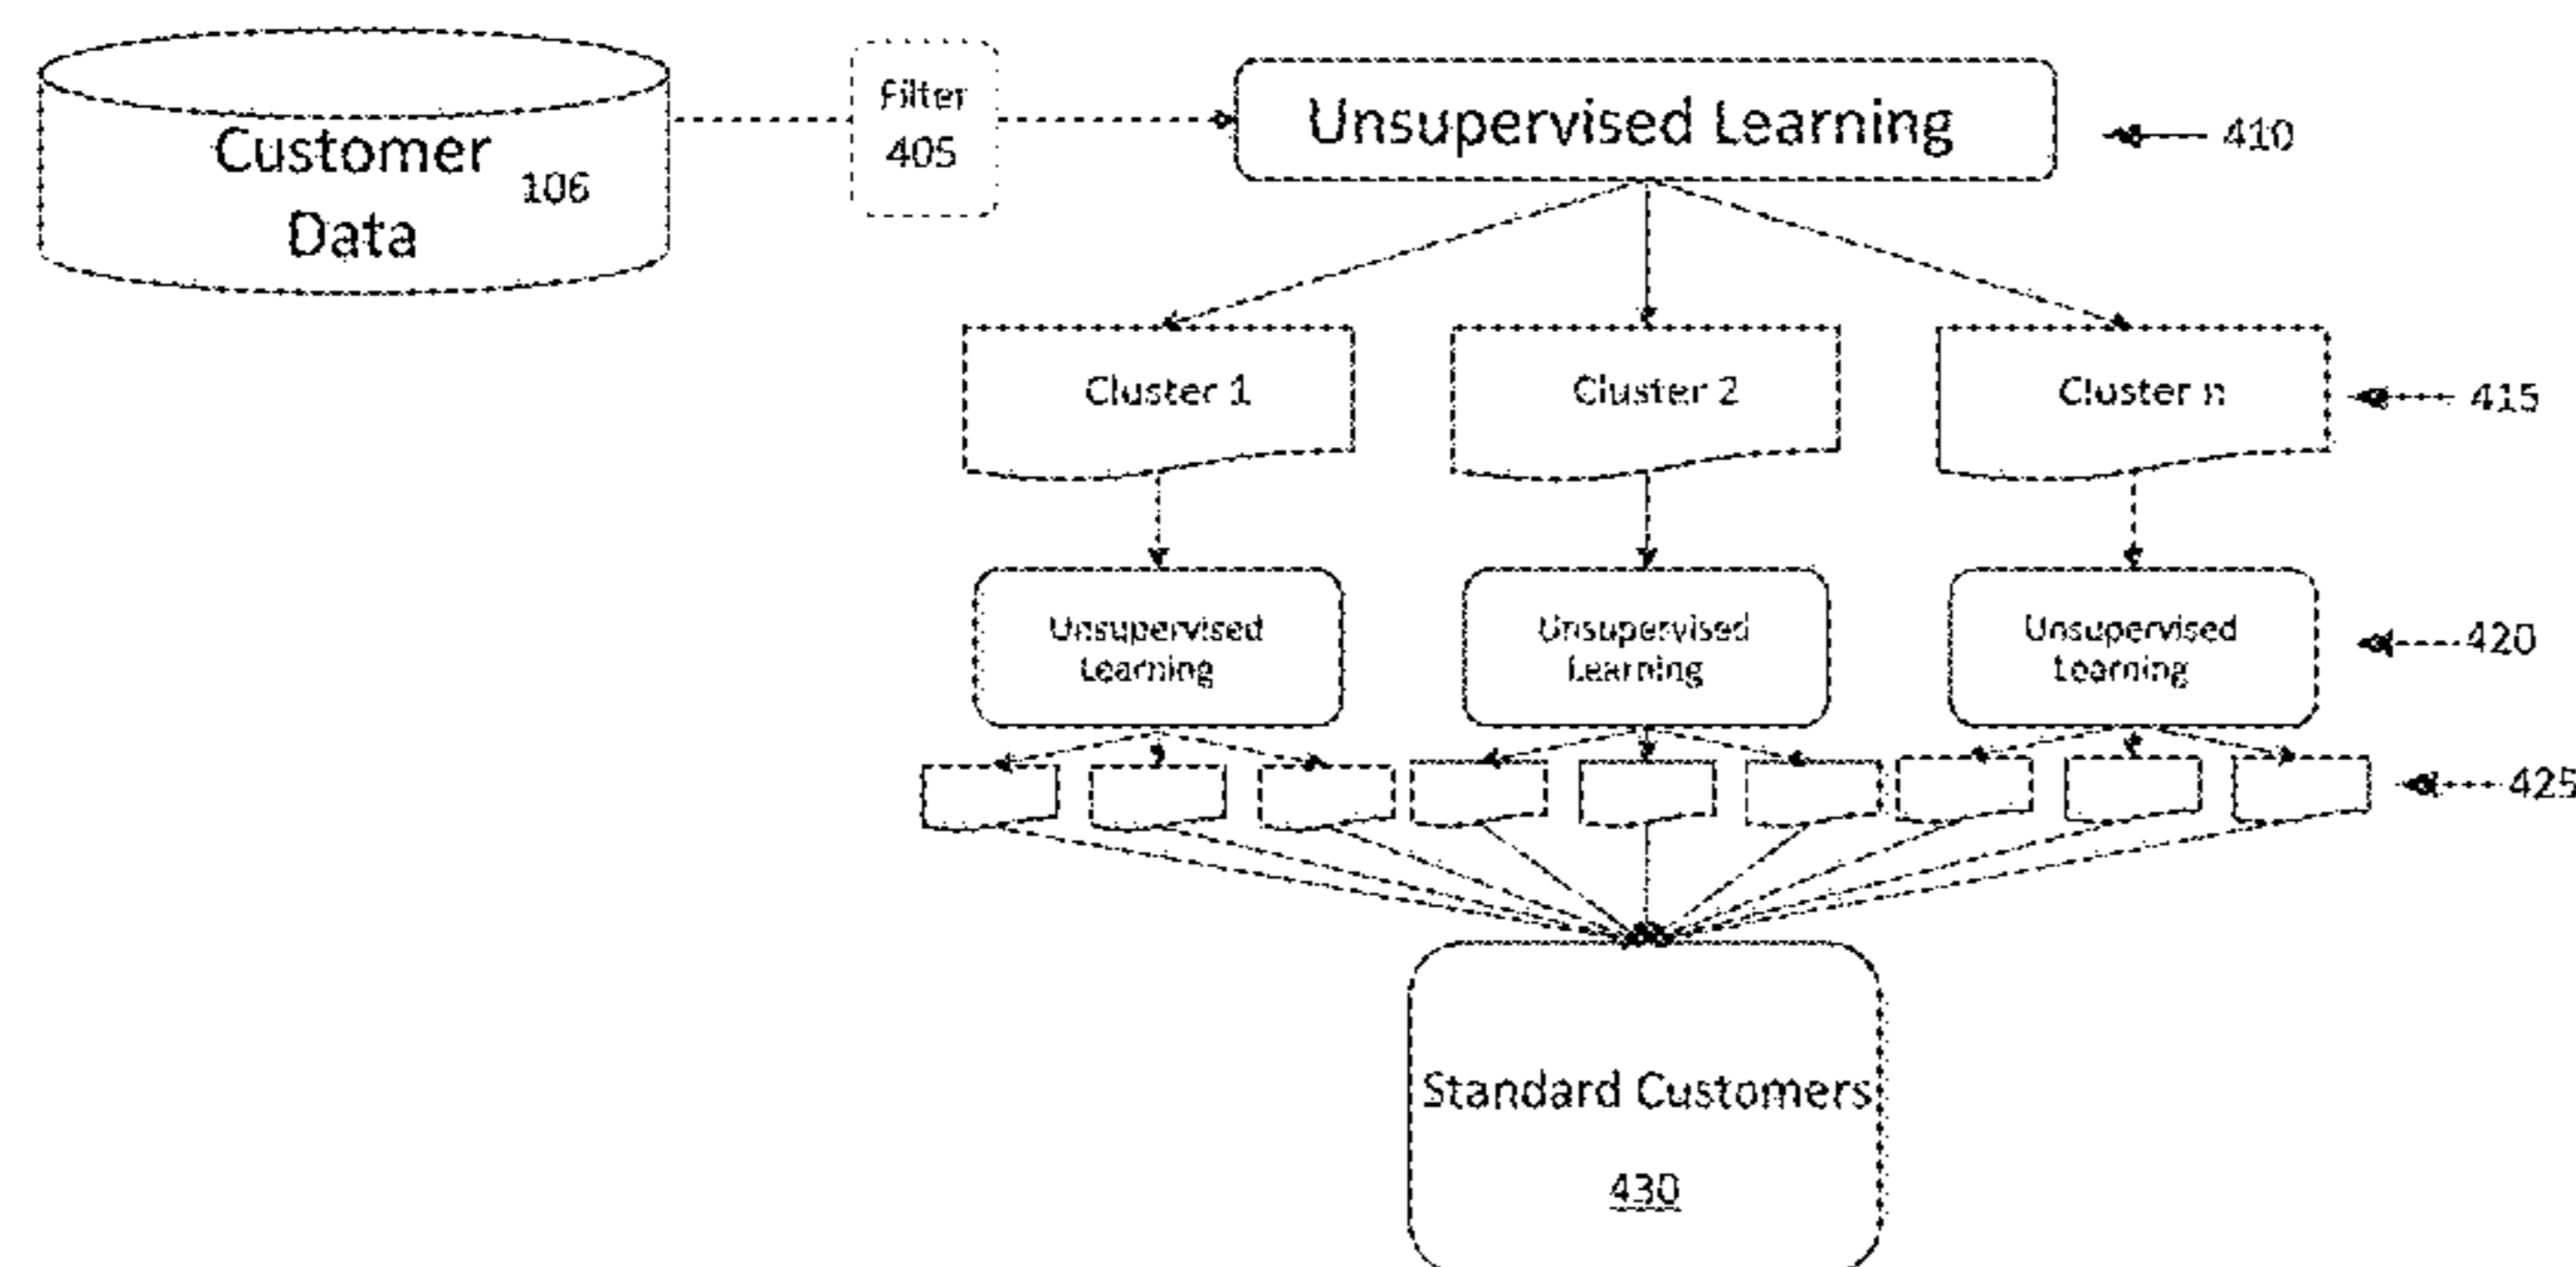 Customer
106
Data
Filter
405
Unsupervised Learning
410
Cluster 1
Cluster 2
Cluster n
415
Unsupervised
Learning
Unsupervised
Learning
Unsupervised
Learning
420
425
Standard Customers
430